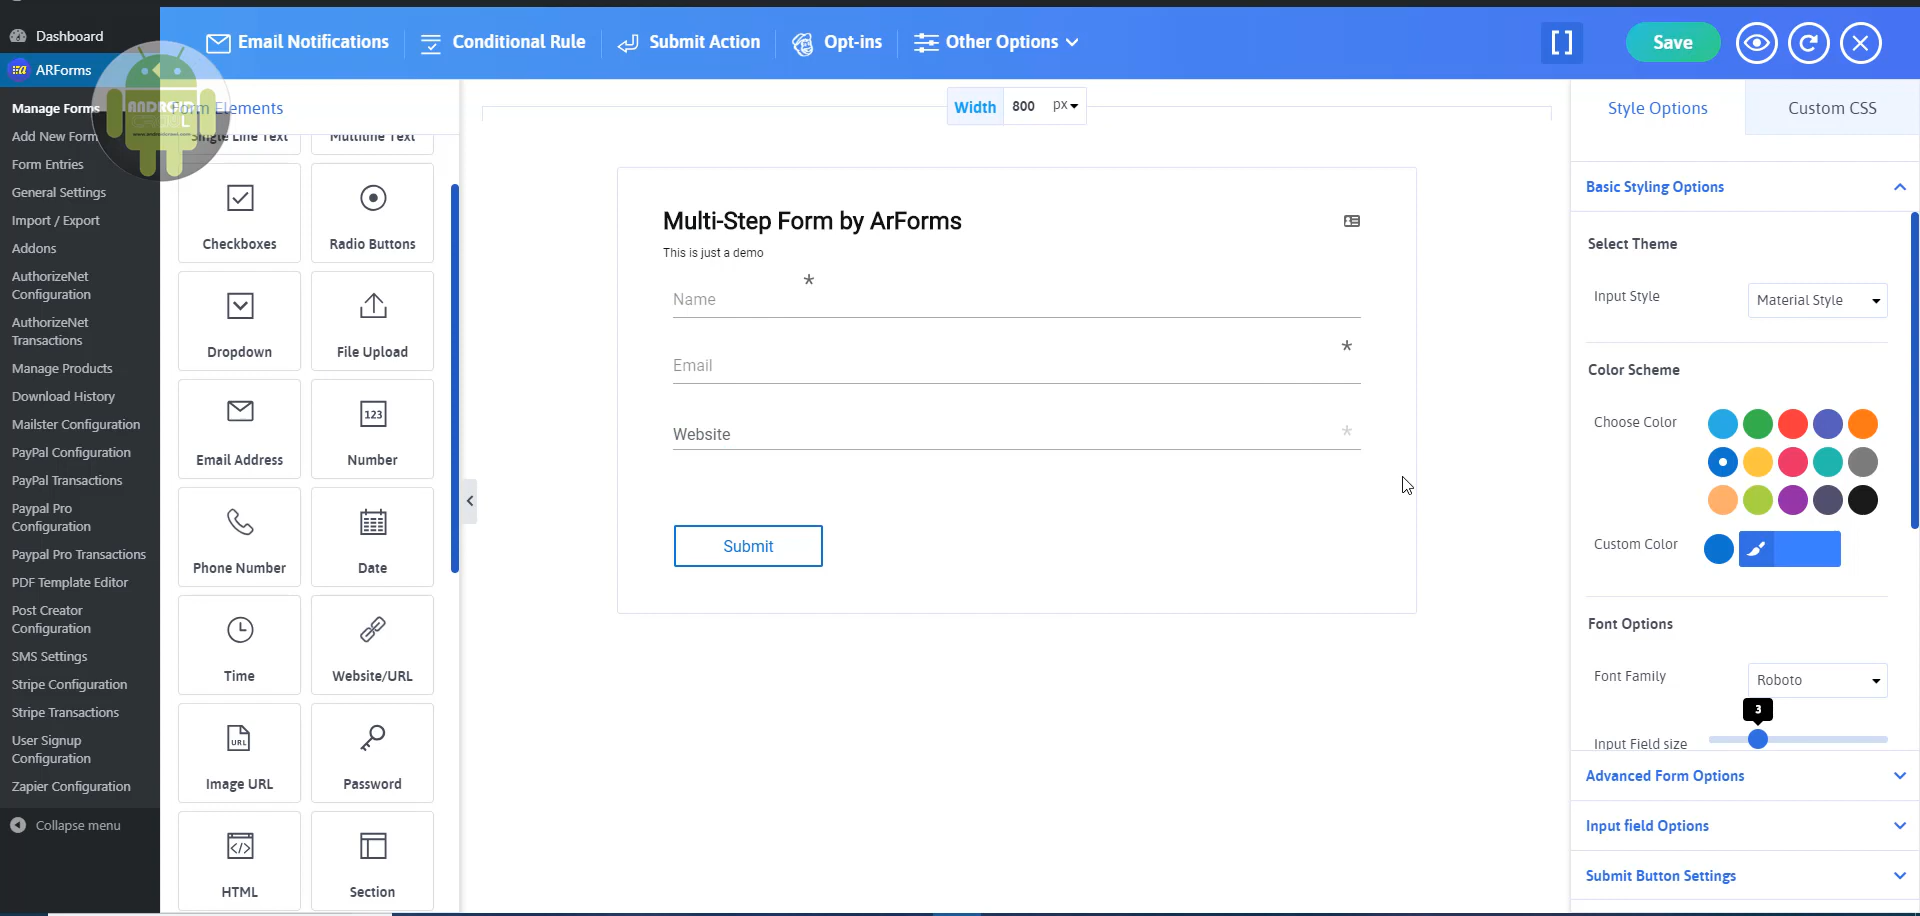 Dashboard
ARForms
Manage Forms
Add New Form
Form Entries
General Settings
Import / Export
Addons
AuthorizeNet
Configuration
AuthorizeNet
Transactions
Manage Products
Download History
Mailster Configuration
PayPal Configuration
PayPal Transactions
Paypal Pro
Configuration
Paypal Pro Transactions
PDF Template Editor
Post Creator
Configuration
SMS Settings
Stripe Configuration
Stripe Transactions
User Signup
Configuration
Zapier Configuration
Collapse menu
Email Notifications
Conditional Rule
Submit Action
Opt-ins
Other Options
[ ]
Save
Form Elements
Single Line Text
Multiline Text
Checkboxes
Radio Buttons
Dropdown
File Upload
Email Address
123
Number
Phone Number
Date
Time
Website/URL
URL
Image URL
Password
</>
HTML
Section
Width 800 px
Multi-Step Form by ArForms
This is just a demo
Name *
Email *
Website *
Submit
Style Options
Custom CSS
Basic Styling Options
Select Theme
Input Style
Material Style
Color Scheme
Choose Color
Custom Color
Font Options
Font Family
Roboto
3
Input Field size
Advanced Form Options
Input field Options
Submit Button Settings